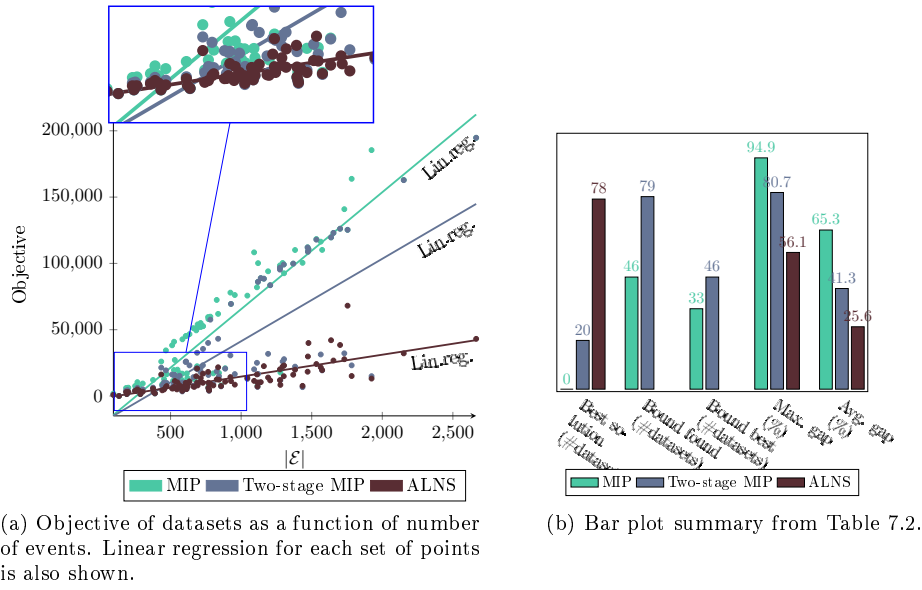 200,000
150,000
100,000
50,000
0
Objective
500
1,000
1,500
2,000
2,500
|ℰ|
Lin.reg.
Lin.reg.
Lin.reg.
MIP Two-stage MIP ALNS
(a) Objective of datasets as a function of number
of events. Linear regression for each set of points
is also shown.
0
20
78
46
79
33
46
94.9
80.7
56.1
65.3
41.3
25.6
Best so-
lution
(#datasets)
Bound found
(#datasets)
Bound best
(#datasets)
Max. gap
(%)
Avg. gap
(%)
MIP Two-stage MIP ALNS
(b) Bar plot summary from Table 7.2.